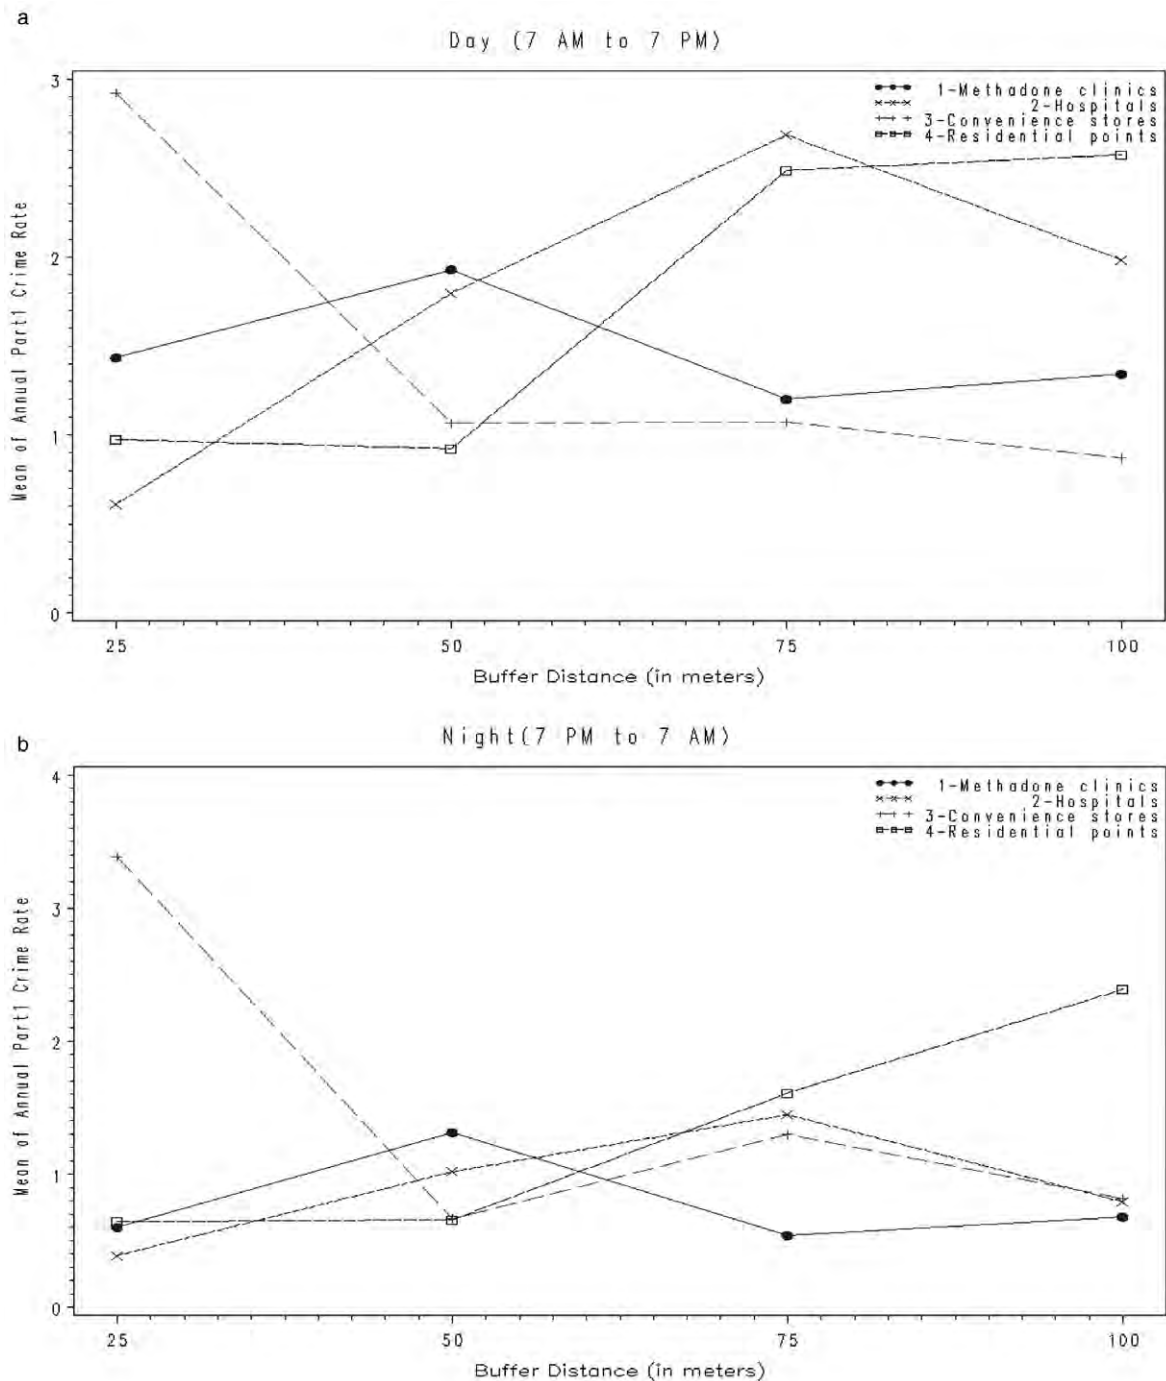 a
Day (7 AM to 7 PM)
3
2
1
0
Mean of Annual Part1 Crime Rate
1-Methadone clinics
2-Hospitals
3-Convenience stores
4-Residential points
25 50 75 100
Buffer Distance (in meters)
b
Night(7 PM to 7 AM)
4
3
2
1
0
Mean of Annual Part1 Crime Rate
1-Methadone clinics
2-Hospitals
3-Convenience stores
4-Residential points
25 50 75 100
Buffer Distance (in meters)